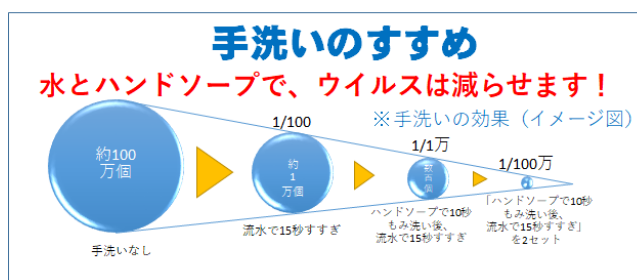 手洗いのすすめ
水とハンドソープで、ウイルスは減らせます！
※手洗いの効果（イメージ図）
約100
万個
手洗いなし
1/100
約
1
万個
流水で15秒すすぎ
1/1万
数百個
ハンドソープで10秒
もみ洗い後、
流水で15秒すすぎ
1/100万
「ハンドソープで10秒
もみ洗い後、
流水で15秒すすぎ」
を2セット